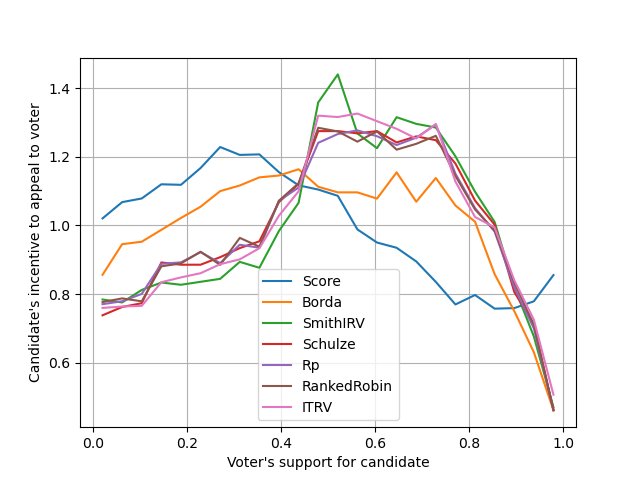 Candidate's incentive to appeal to voter
1.4
1.2
1.0
0.8
0.6
Score
Borda
SmithIRV
Schulze
Rp
RankedRobin
ITRV
0.0 0.2 0.4 0.6 0.8 1.0
Voter's support for candidate